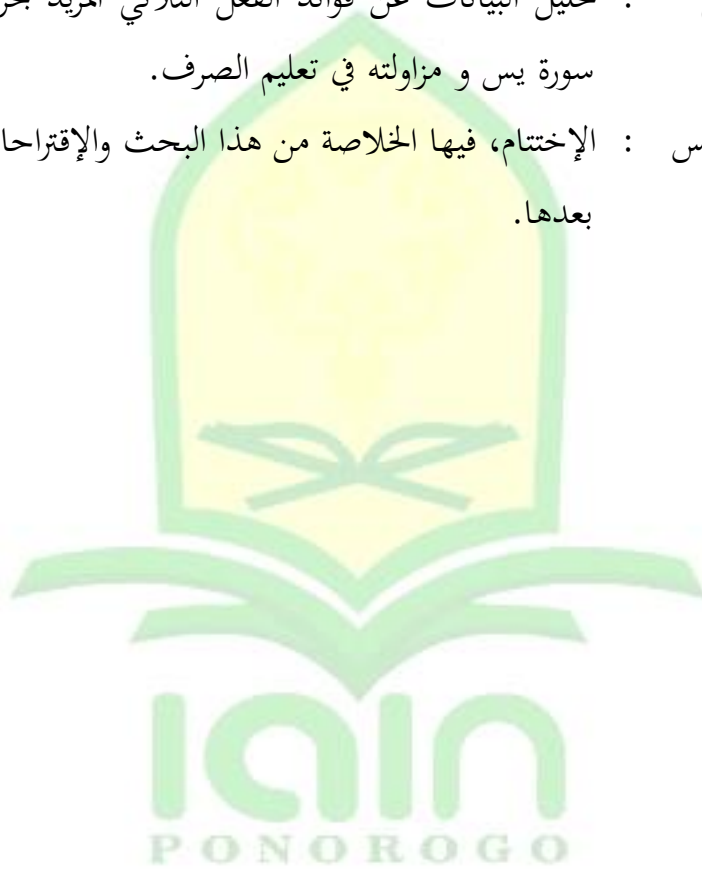 : تحليل البيانات عن فوائد الفعل الثلاثي المزيد
سورة يس و مزاولته في تعليم الصرف.
: الإختتام، فيها الخلاصة من هذا البحث
بعدها.
IAIN
PONOROGO